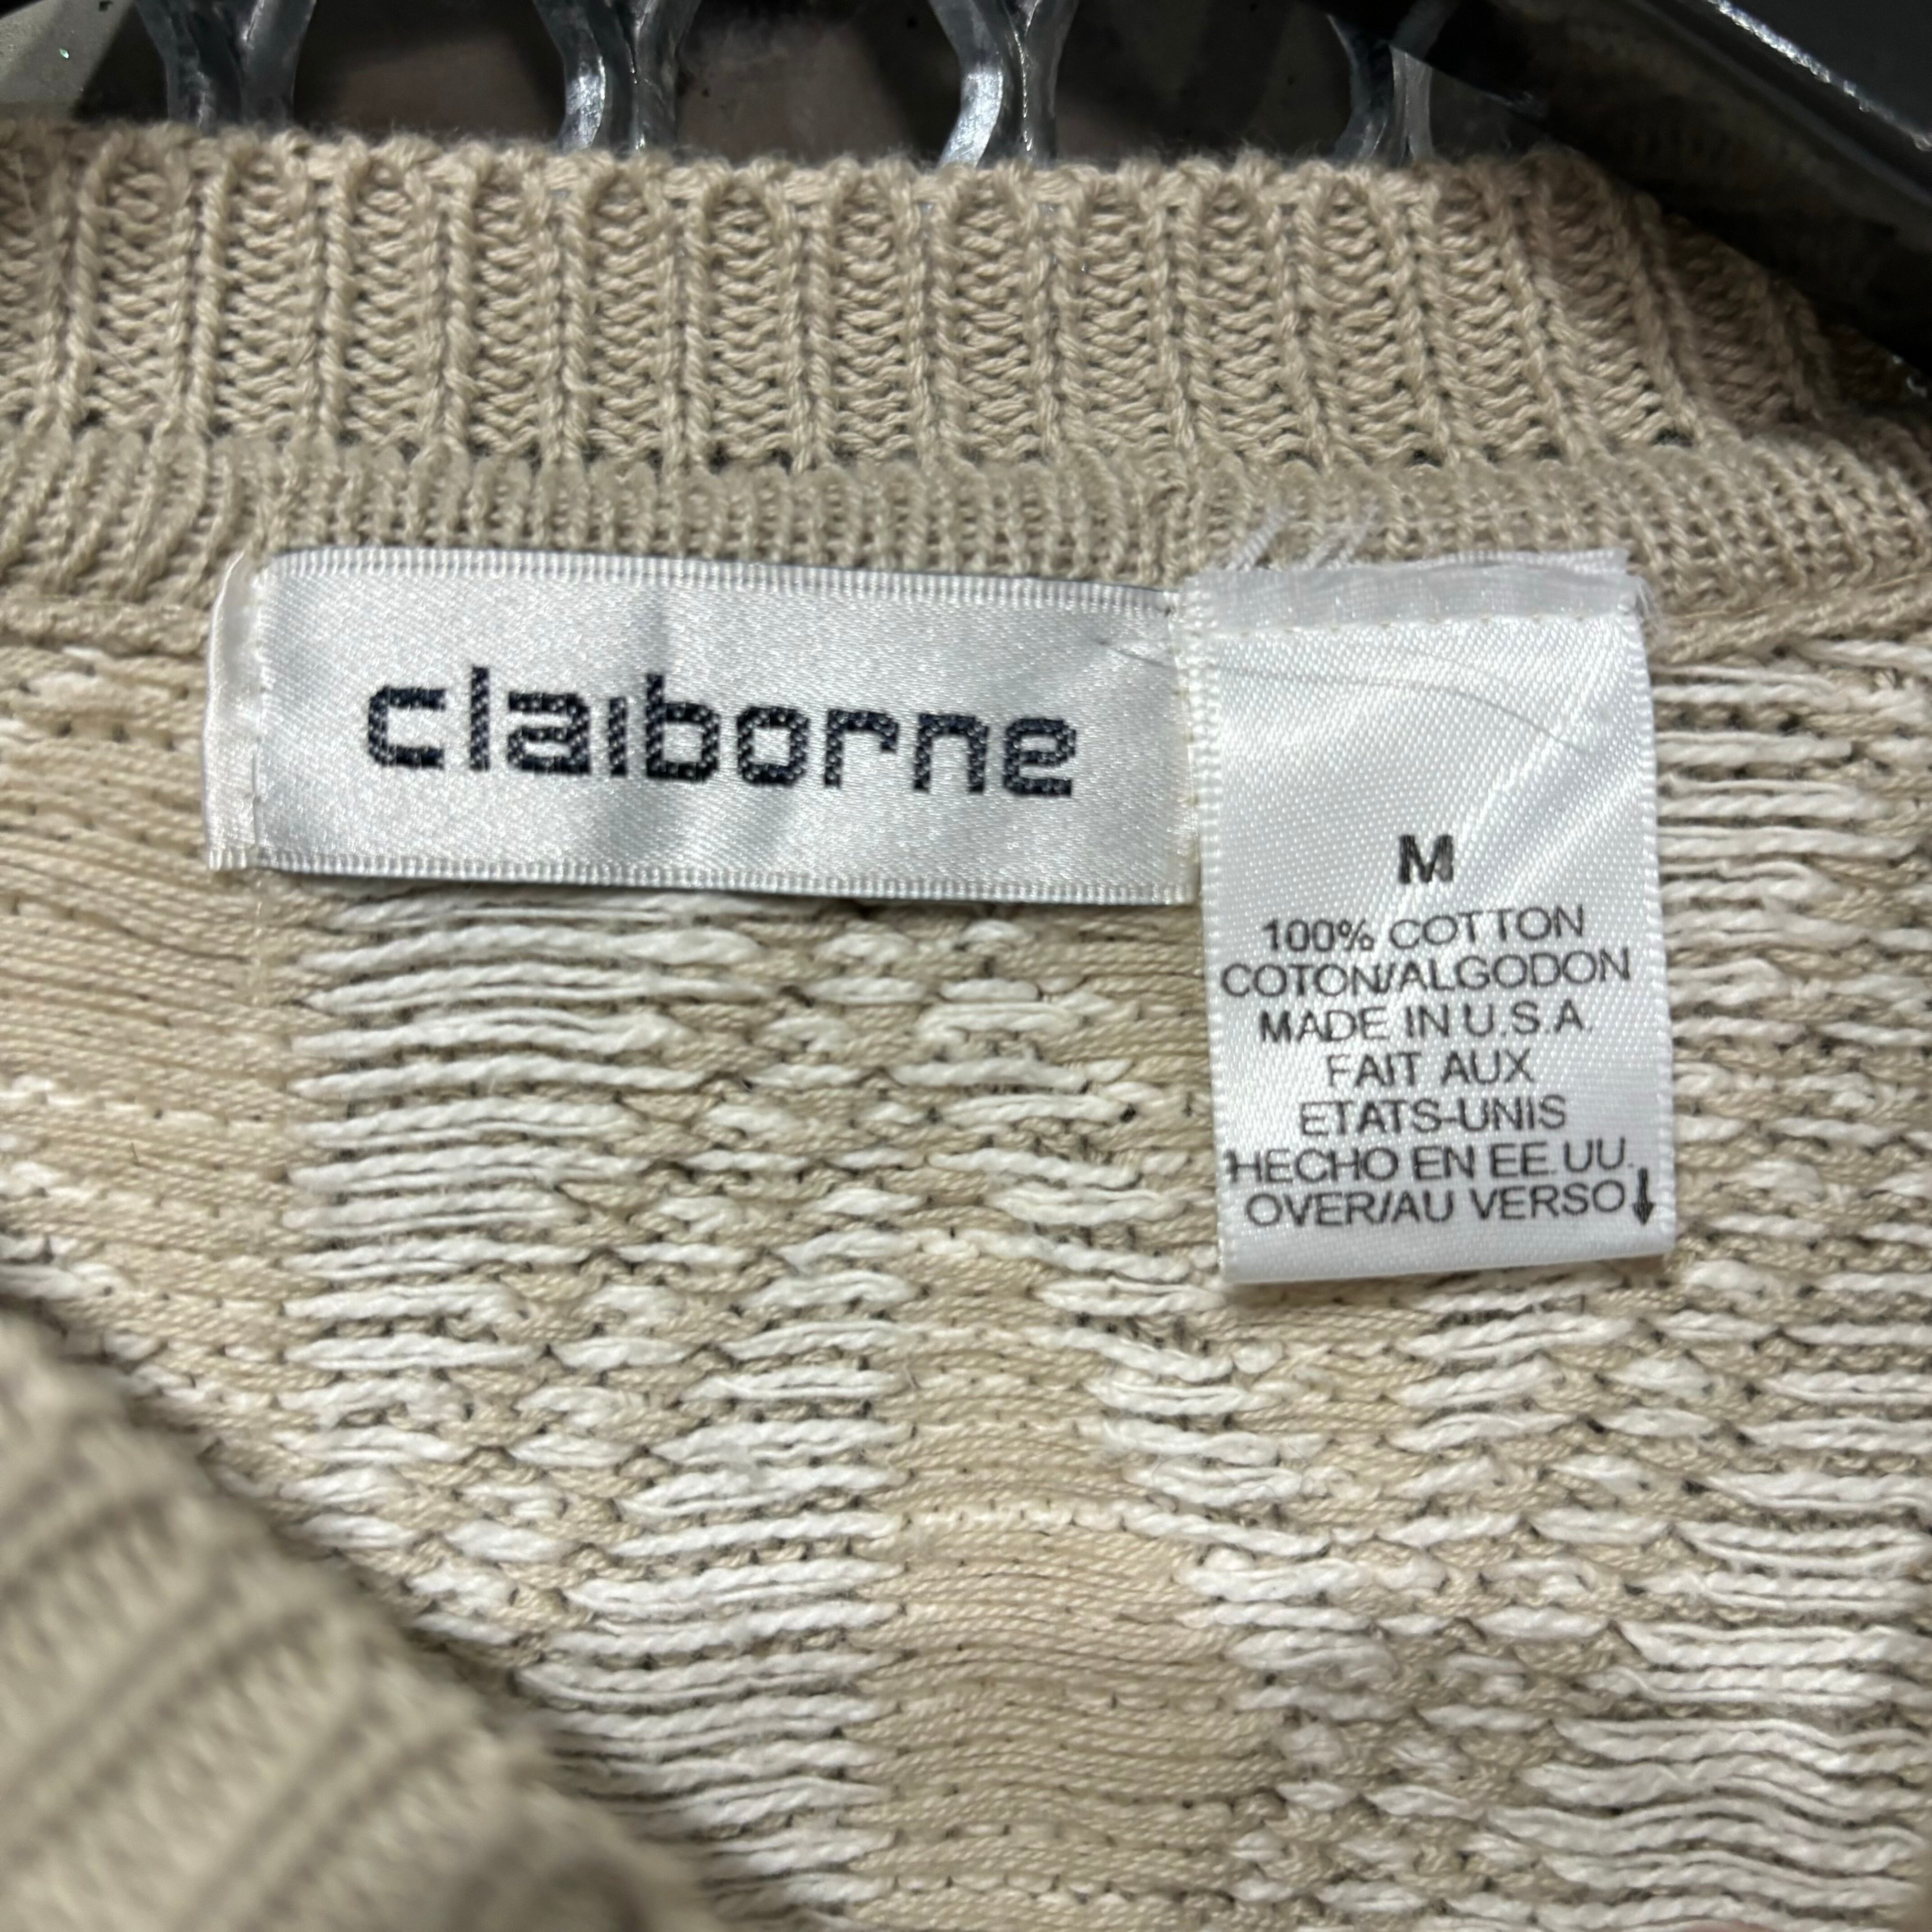 claiborne
M
100% COTTON
COTON/ALGODON
MADE IN U.S.A
FAIT AUX
ETATS-UNIS
HECHO EN EE.UU.
OVER/AU VERSO